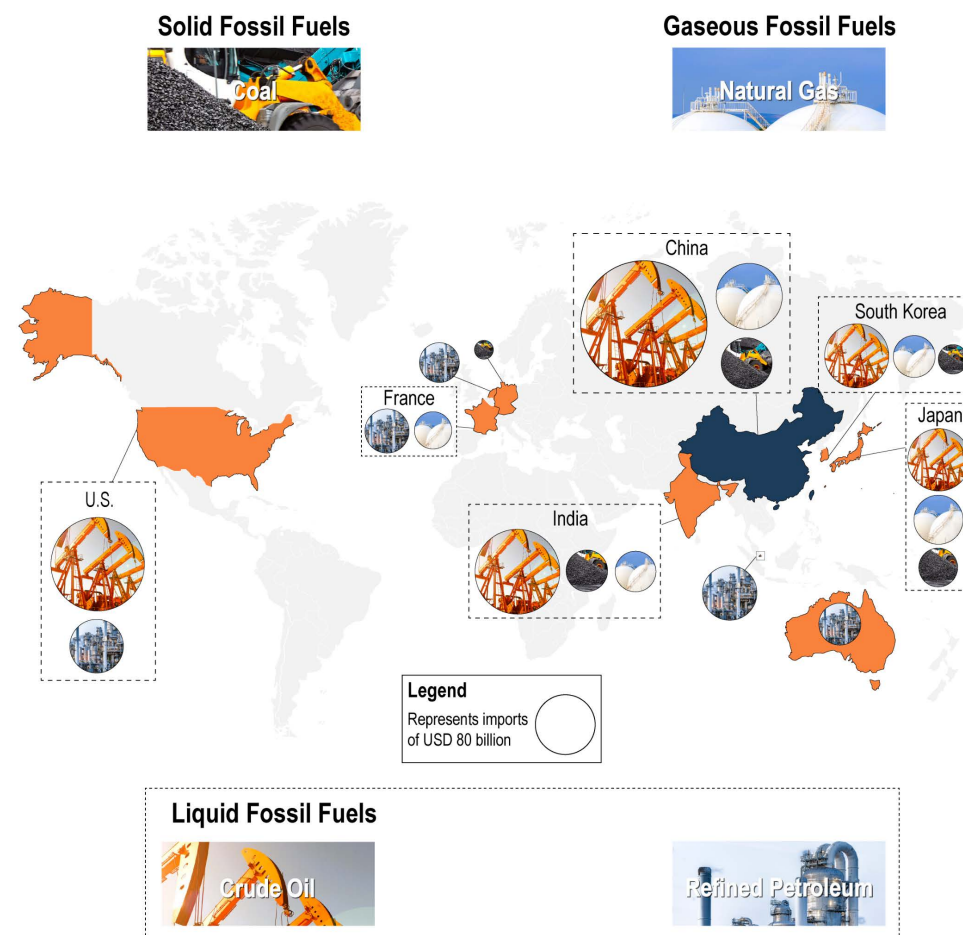 Solid Fossil Fuels
Gaseous Fossil Fuels
Coal
Natural Gas
China
South Korea
France
Japan
U.S.
India
Legend
Represents imports
of USD 80 billion
Liquid Fossil Fuels
Crude Oil
Refined Petroleum